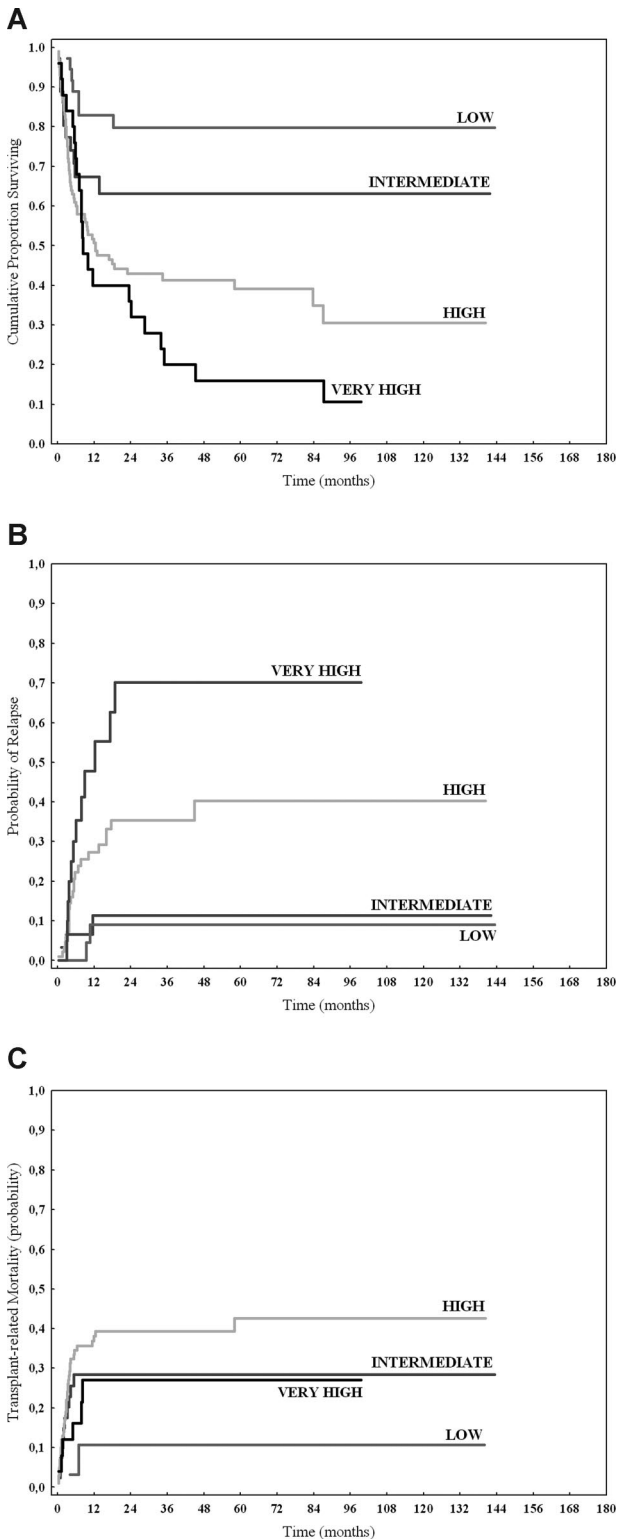 A
Cumulative Proportion Surviving
1.0
0.9
0.8
0.7
0.6
0.5
0.4
0.3
0.2
0.1
0.0
LOW
INTERMEDIATE
HIGH
VERY HIGH
0 12 24 36 48 60 72 84 96 108 120 132 144 156 168 180
Time (months)
B
Probability of Relapse
1,0
0,9
0,8
0,7
0,6
0,5
0,4
0,3
0,2
0,1
0,0
VERY HIGH
HIGH
INTERMEDIATE
LOW
0 12 24 36 48 60 72 84 96 108 120 132 144 156 168 180
Time (months)
C
Transplant-related Mortality (probability)
1,0
0,9
0,8
0,7
0,6
0,5
0,4
0,3
0,2
0,1
0,0
HIGH
INTERMEDIATE
VERY HIGH
LOW
0 12 24 36 48 60 72 84 96 108 120 132 144 156 168 180
Time (months)